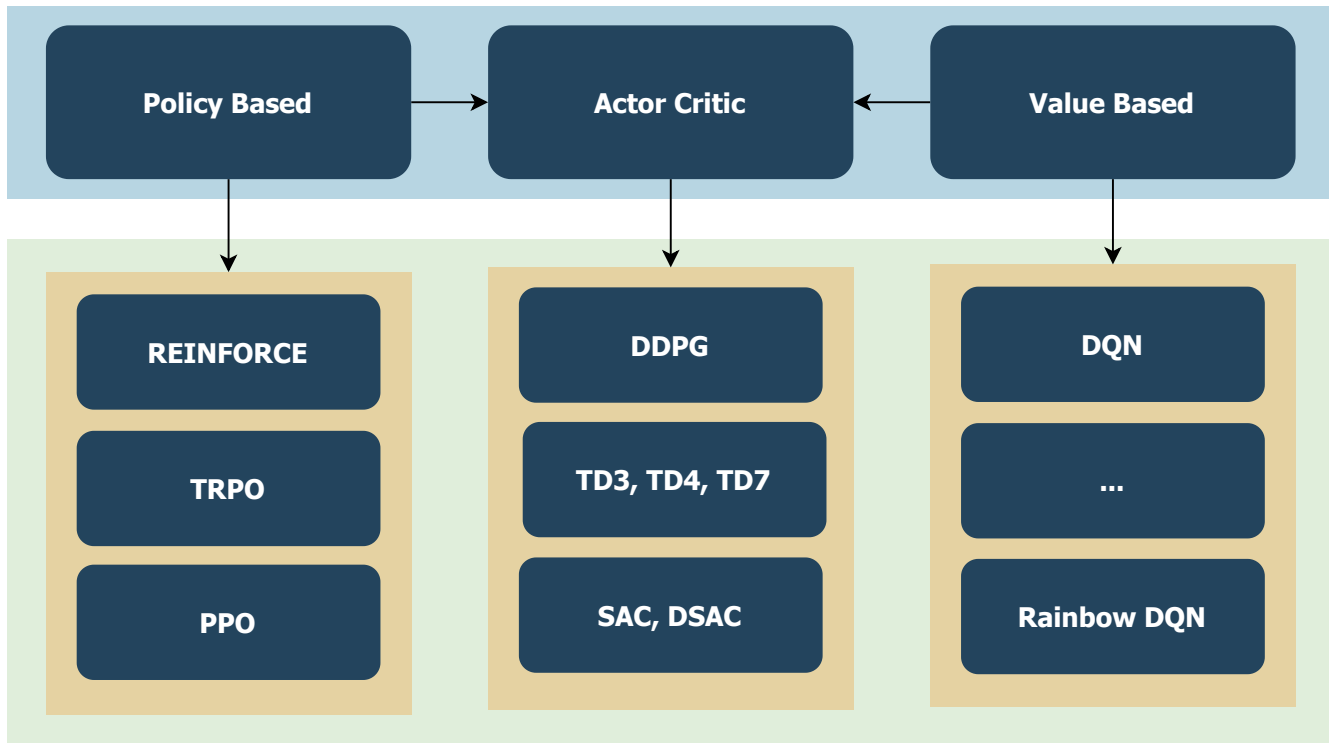 Policy Based
Actor Critic
Value Based
REINFORCE
TRPO
PPO
DDPG
TD3, TD4, TD7
SAC, DSAC
DQN
...
Rainbow DQN